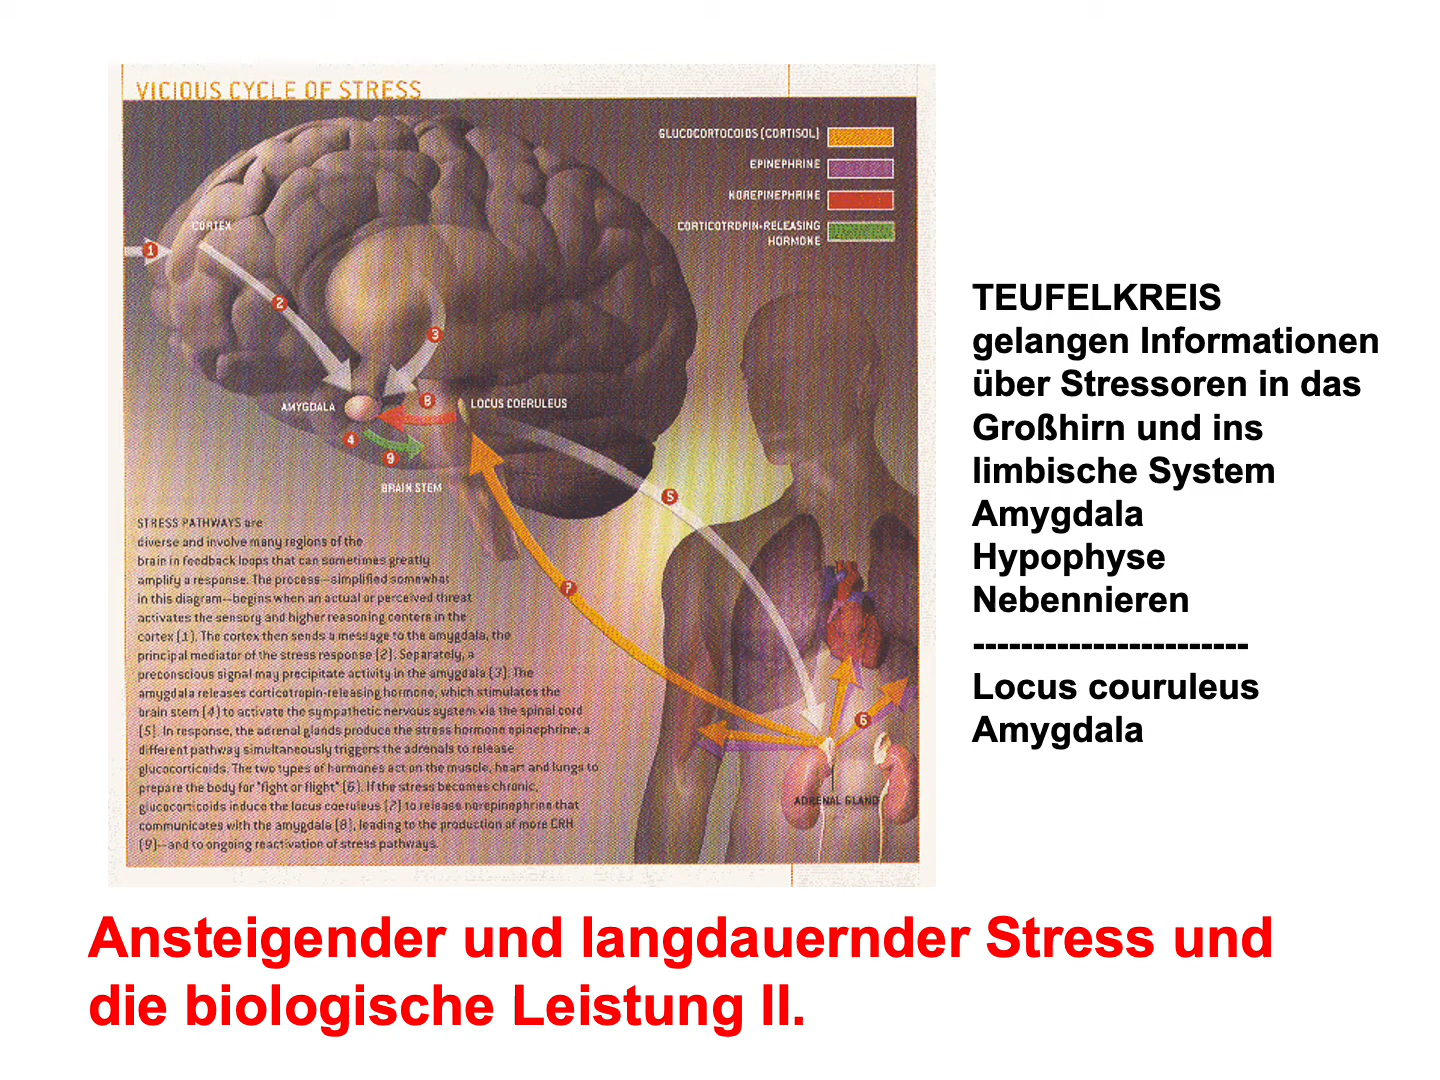 VICIOUS CYCLE OF STRESS
GLUCOCORTOCOIDS (CORTISOL)
EPINEPHRINE
NOREPINEPHRINE
CORTICOTROPIN-RELEASING
HORMONE
CORTEX
1
2
3
AMYGDALA
8
LOCUS COERULEUS
4
9
BRAIN STEM
5
7
6
ADRENAL GLAND
STRESS PATHWAYS are
diverse and involve many regions of the
brain in feedback loops that can sometimes greatly
amplify a response. The process—simplified somewhat
in this diagram—begins when an actual or perceived threat
activates the sensory and higher reasoning centers in the
cortex (1). The cortex then sends a message to the amygdala, the
principal mediator of the stress response (2). Separately, a
preconscious signal may precipitate activity in the amygdala (3). The
amygdala releases corticotropin-releasing hormone, which stimulates the
brain stem (4) to activate the sympathetic nervous system via the spinal cord
(5). In response, the adrenal glands produce the stress hormone epinephrine; a
different pathway simultaneously triggers the adrenals to release
glucocorticoids. The two types of hormones act on the muscle, heart and lungs to
prepare the body for "fight or flight" (6). If the stress becomes chronic,
glucocorticoids induce the locus coeruleus (7) to release norepinephrine that
communicates with the amygdala (8), leading to the production of more CRH
(9)—and to ongoing reactivation of stress pathways.
TEUFELKREIS
gelangen Informationen
über Stressoren in das
Großhirn und ins
limbische System
Amygdala
Hypophyse
Nebennieren
-----------------------
Locus couruleus
Amygdala
Ansteigender und langdauernder Stress und
die biologische Leistung II.